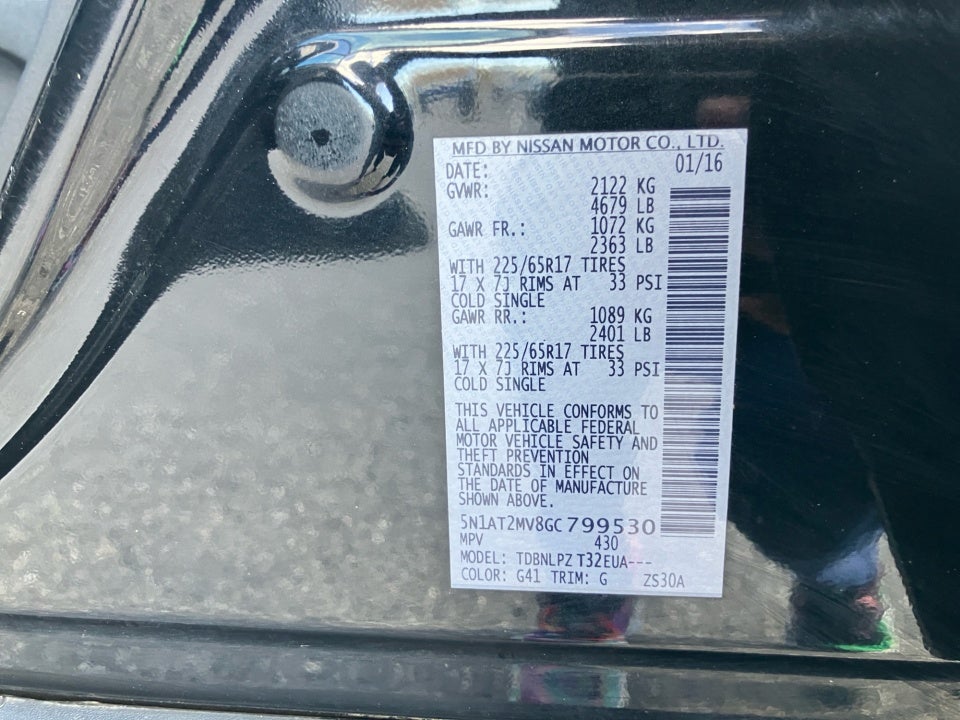 MFD BY NISSAN MOTOR CO., LTD.
DATE: 01/16
GVWR: 2122 KG
4679 LB
GAWR FR.: 1072 KG
2363 LB
WITH 225/65R17 TIRES
17 X 7J RIMS AT 33 PSI
COLD SINGLE
GAWR RR.: 1089 KG
2401 LB
WITH 225/65R17 TIRES
17 X 7J RIMS AT 33 PSI
COLD SINGLE
THIS VEHICLE CONFORMS TO
ALL APPLICABLE FEDERAL
MOTOR VEHICLE SAFETY AND
THEFT PREVENTION
STANDARDS IN EFFECT ON
THE DATE OF MANUFACTURE
SHOWN ABOVE.
5N1AT2MV8GC799530
MPV 430
MODEL: TDBNLPZ T32EUA---
COLOR: G41 TRIM: G ZS30A